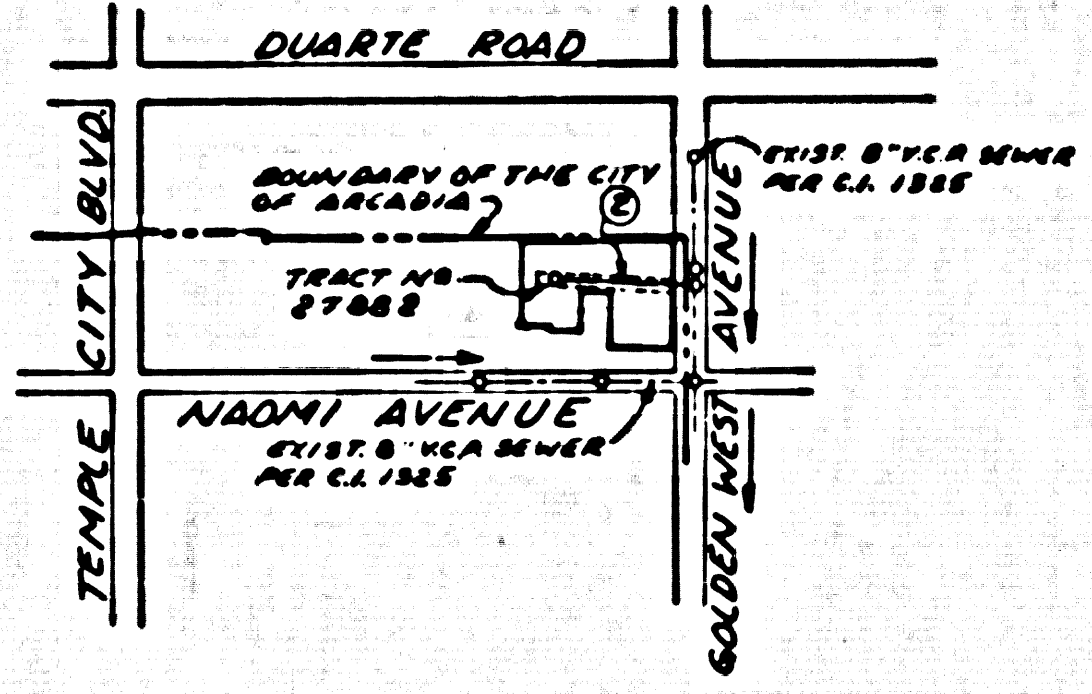 DUARTE ROAD
TEMPLE CITY BLVD.
EXIST. 8" V.C.P. SEWER
PER C.I. 1325
BOUNDARY OF THE CITY
OF ARCADIA
2
TRACT NO
GOLDEN WEST AVENUE
NAOMI AVENUE
EXIST. 8" V.C.P. SEWER
PER C.I. 1325